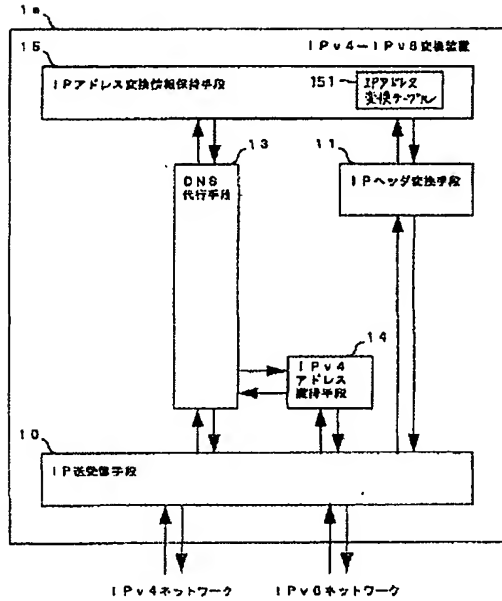 1a
15
IPv4-IPv6変換装置
IPアドレス変換情報保持手段
151
IPアドレス
変換テーブル
13
11
DNS
代行手段
IPヘッダ変換手段
14
IPv4
アドレス
維持手段
10
IP送受信手段
IPv4ネットワーク
IPv6ネットワーク